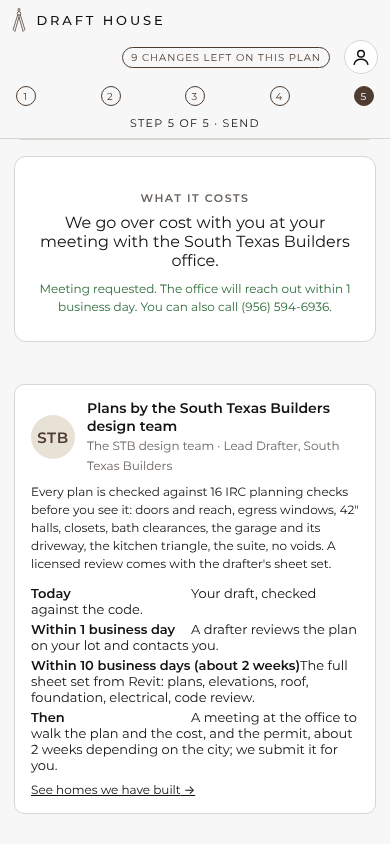 DRAFT HOUSE
9 CHANGES LEFT ON THIS PLAN
1 2 3 4 5
STEP 5 OF 5 · SEND
WHAT IT COSTS
We go over cost with you at your
meeting with the South Texas Builders
office.
Meeting requested. The office will reach out within 1
business day. You can also call (956) 594-6936.
STB
Plans by the South Texas Builders
design team
The STB design team · Lead Drafter, South
Texas Builders
Every plan is checked against 16 IRC planning checks
before you see it: doors and reach, egress windows, 42"
halls, closets, bath clearances, the garage and its
driveway, the kitchen triangle, the suite, no voids. A
licensed review comes with the drafter's sheet set.
Today Your draft, checked
against the code.
Within 1 business day A drafter reviews the plan
on your lot and contacts you.
Within 10 business days (about 2 weeks)The full
sheet set from Revit: plans, elevations, roof,
foundation, electrical, code review.
Then A meeting at the office to
walk the plan and the cost, and the permit, about
2 weeks depending on the city; we submit it for
you.
See homes we have built →